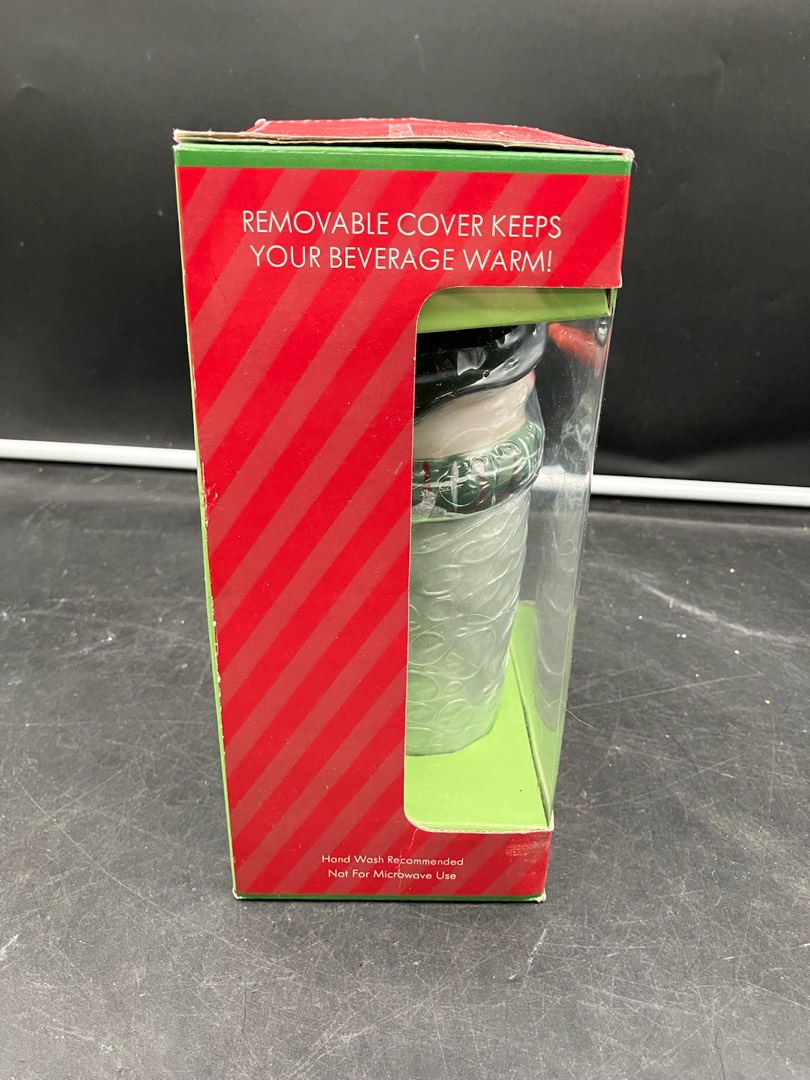 REMOVABLE COVER KEEPS
YOUR BEVERAGE WARM!
Hand Wash Recommended
Not For Microwave Use